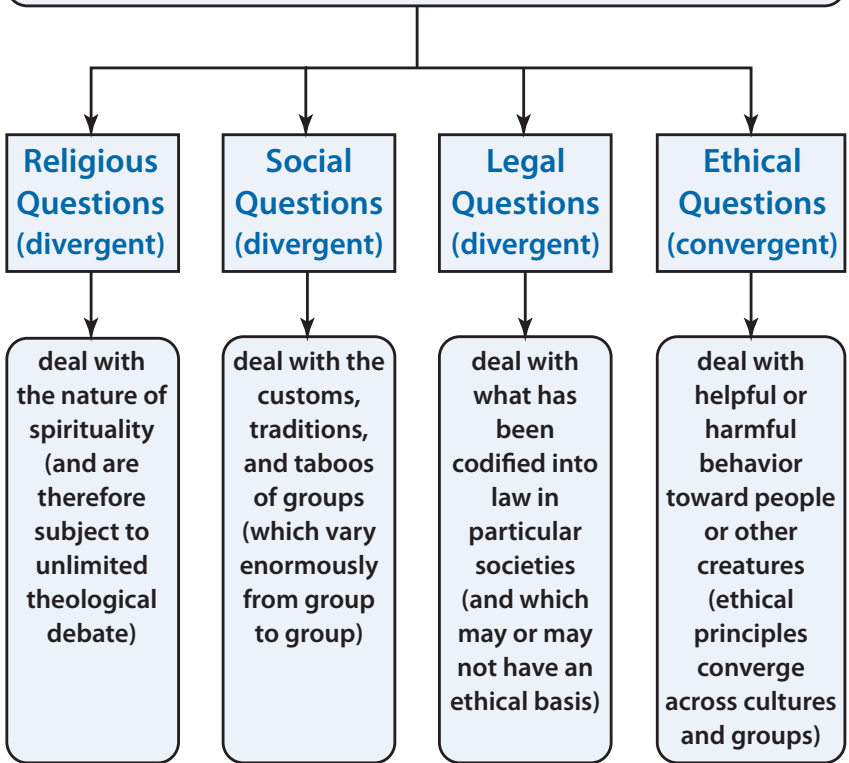 Religious
Questions
(divergent)
Social
Questions
(divergent)
Legal
Questions
(divergent)
Ethical
Questions
(convergent)
deal with
the nature of
spirituality
(and are
therefore
subject to
unlimited
theological
debate)
deal with the
customs,
traditions,
and taboos
of groups
(which vary
enormously
from group
to group)
deal with
what has
been
codified into
law in
particular
societies
(and which
may or may
not have an
ethical basis)
deal with
helpful or
harmful
behavior
toward people
or other
creatures
(ethical
principles
converge
across cultures
and groups)